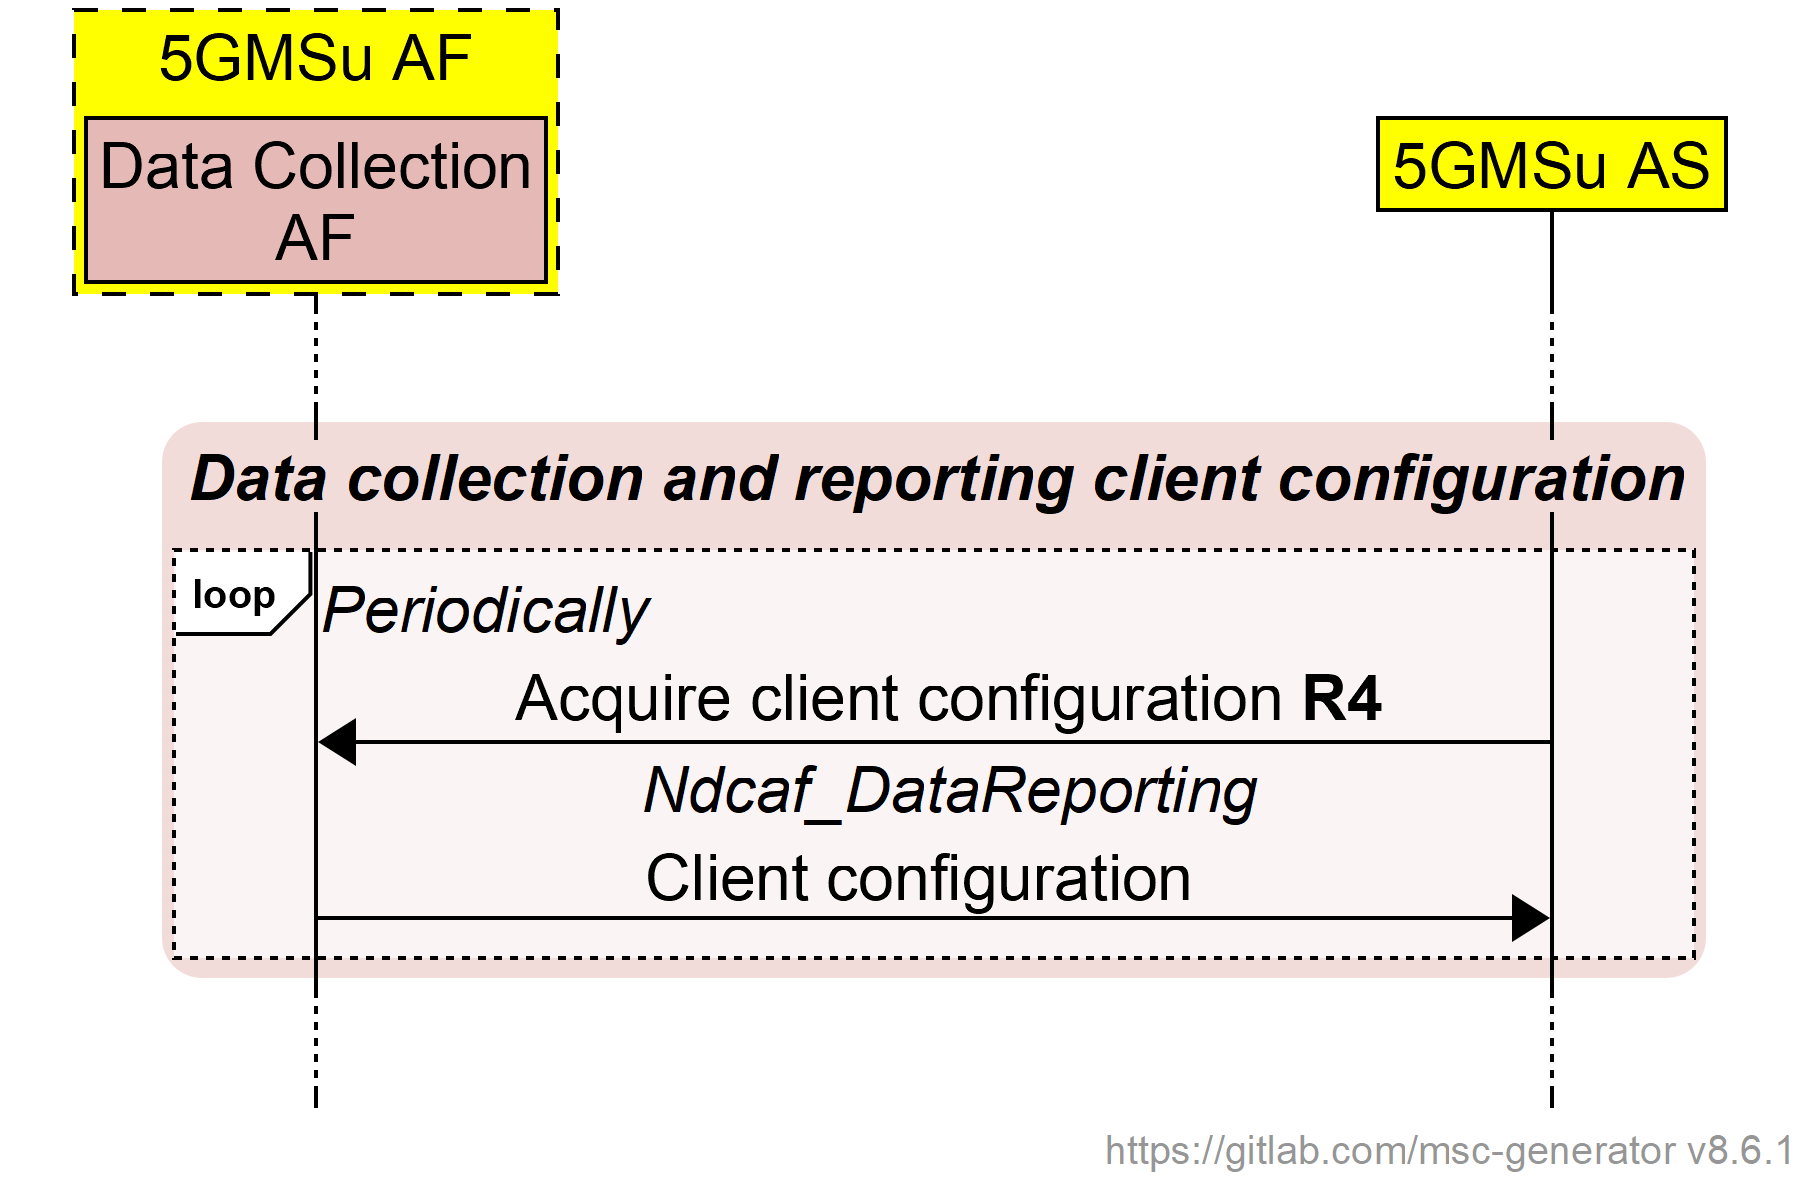 5GMSu AF
Data Collection
AF
5GMSu AS
Data collection and reporting client configuration
loop
Periodically
Acquire client configuration R4
Ndcaf_DataReporting
Client configuration
https://gitlab.com/msc-generator v8.6.1